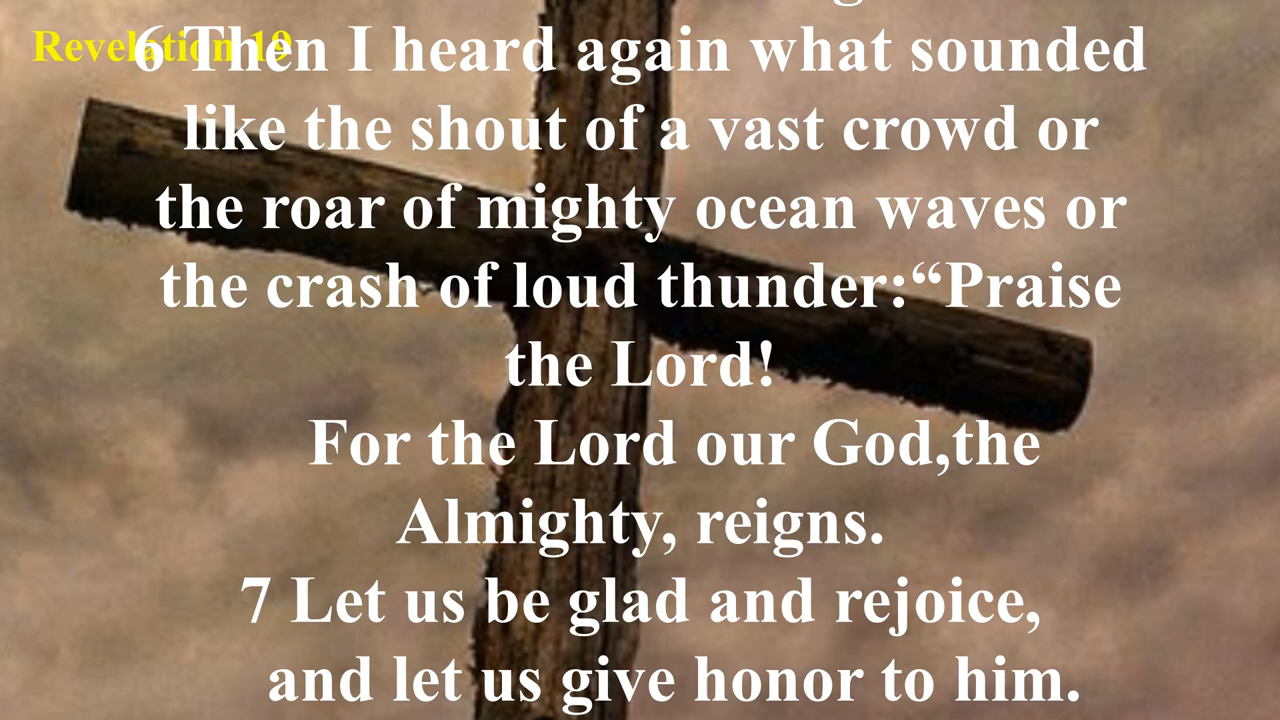 Revelation 19
6 Then I heard again what sounded
like the shout of a vast crowd or
the roar of mighty ocean waves or
the crash of loud thunder:“Praise
the Lord!
For the Lord our God,the
Almighty, reigns.
7 Let us be glad and rejoice,
and let us give honor to him.